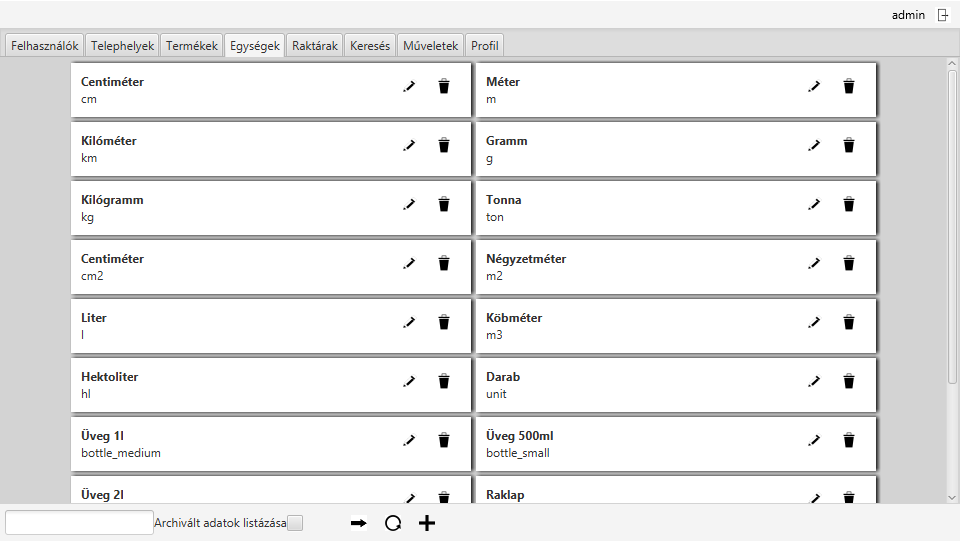 admin
Felhasználók Telephelyek Termékek Egységek Raktárak Keresés Műveletek Profil
Centiméter
cm
Méter
m
Kilóméter
km
Gramm
g
Kilógramm
kg
Tonna
ton
Centiméter
cm2
Négyzetméter
m2
Liter
l
Köbméter
m3
Hektoliter
hl
Darab
unit
Üveg 1l
bottle_medium
Üveg 500ml
bottle_small
Üveg 2l
Raklap
Archivált adatok listázása